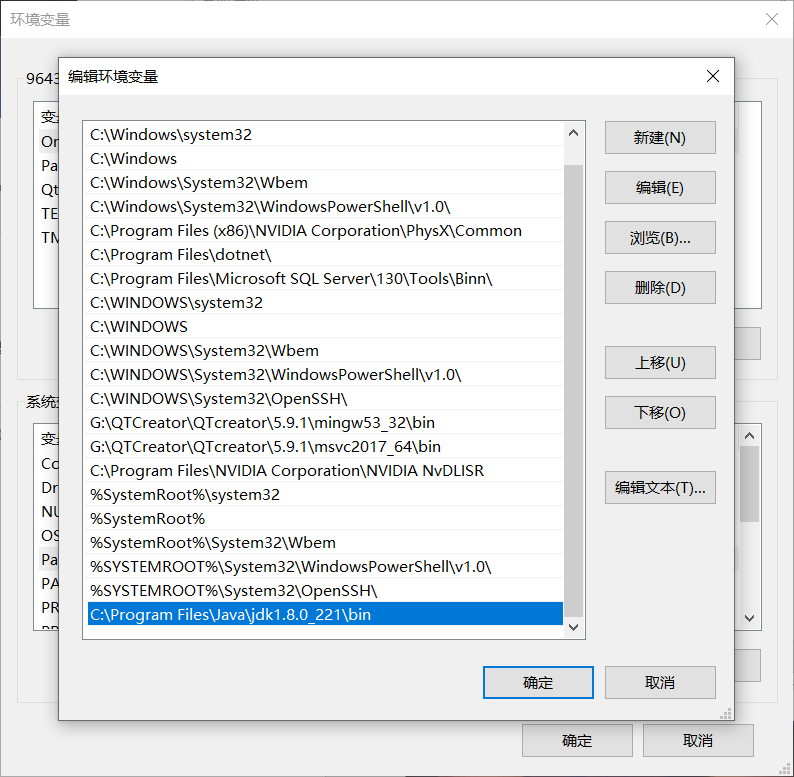 环境变量
编辑环境变量
9643
变
On
Pa
Qt
TE
TM
C:\Windows\system32
C:\Windows
C:\Windows\System32\Wbem
C:\Windows\System32\WindowsPowerShell\v1.0\
C:\Program Files (x86)\NVIDIA Corporation\PhysX\Common
C:\Program Files\dotnet\
C:\Program Files\Microsoft SQL Server\130\Tools\Binn\
C:\WINDOWS\system32
C:\WINDOWS
C:\WINDOWS\System32\Wbem
C:\WINDOWS\System32\WindowsPowerShell\v1.0\
C:\WINDOWS\System32\OpenSSH\
G:\QTCreator\QTcreator\5.9.1\mingw53_32\bin
G:\QTCreator\QTcreator\5.9.1\msvc2017_64\bin
C:\Program Files\NVIDIA Corporation\NVIDIA NvDLISR
%SystemRoot%\system32
%SystemRoot%
%SystemRoot%\System32\Wbem
%SYSTEMROOT%\System32\WindowsPowerShell\v1.0\
%SYSTEMROOT%\System32\OpenSSH\
C:\Program Files\Java\jdk1.8.0_221\bin
新建(N)
编辑(E)
浏览(B)...
删除(D)
上移(U)
下移(O)
编辑文本(T)...
系统
变
Co
Dr
NU
OS
Pa
PA
PR
确定
取消
确定
取消